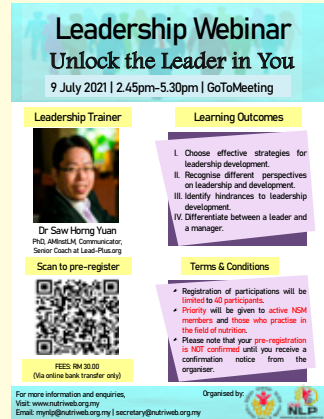 Leadership Webinar
Unlock the Leader in You
9 July 2021 | 2.45pm-5.30pm | GoToMeeting
Leadership Trainer
Dr Saw Horng Yuan
PhD, AMInstLM, Communicator,
Senior Coach at Lead-Plus.org
Scan to pre-register
FEES: RM 30.00
(Via online bank transfer only)
Learning Outcomes
I. Choose effective strategies for
leadership development.
II. Recognise different perspectives
on leadership and development.
III. Identify hindrances to leadership
development.
IV. Differentiate between a leader and
a manager.
Terms & Conditions
Registration of participations will be
limited to 40 participants.
Priority will be given to active NSM
members and those who practise in
the field of nutrition.
Please note that your pre-registration
is NOT confirmed until you receive a
confirmation notice from the
organiser.
For more information and enquiries,
Visit: www.nutriweb.org.my
Email: mynlp@nutriweb.org.my | secretary@nutriweb.org.my
Organised by:
NLP